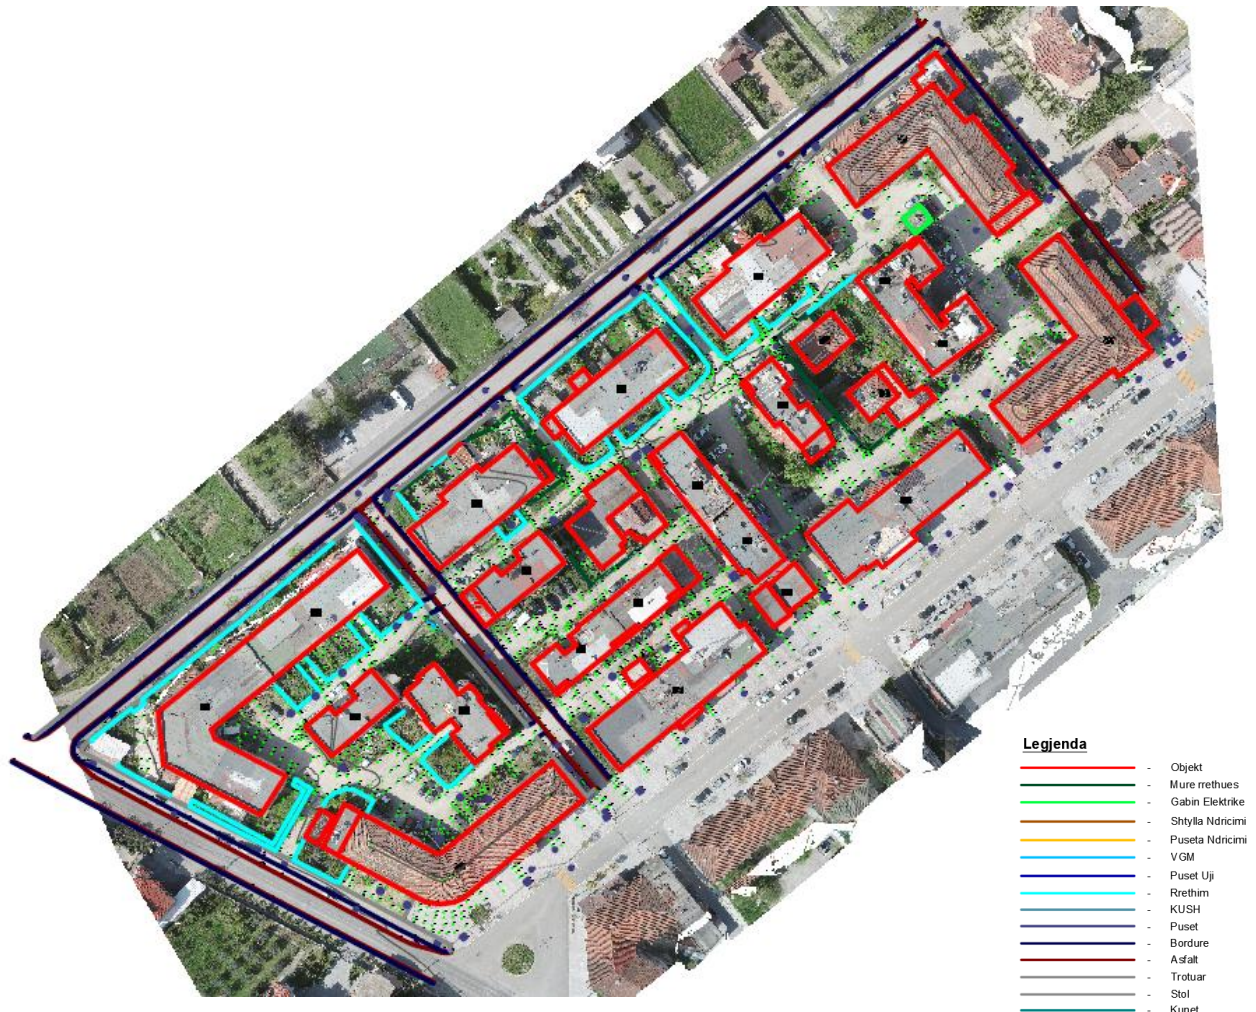 Legjenda
- Objekt
- Mure rrethues
- Gabin Elektrike
- Shtylla Ndricimi
- Puseta Ndricimi
- VGM
- Puset Uji
- Rrethim
- KUSH
- Puset
- Bordure
- Asfalt
- Trotuar
- Stol
- Kunet